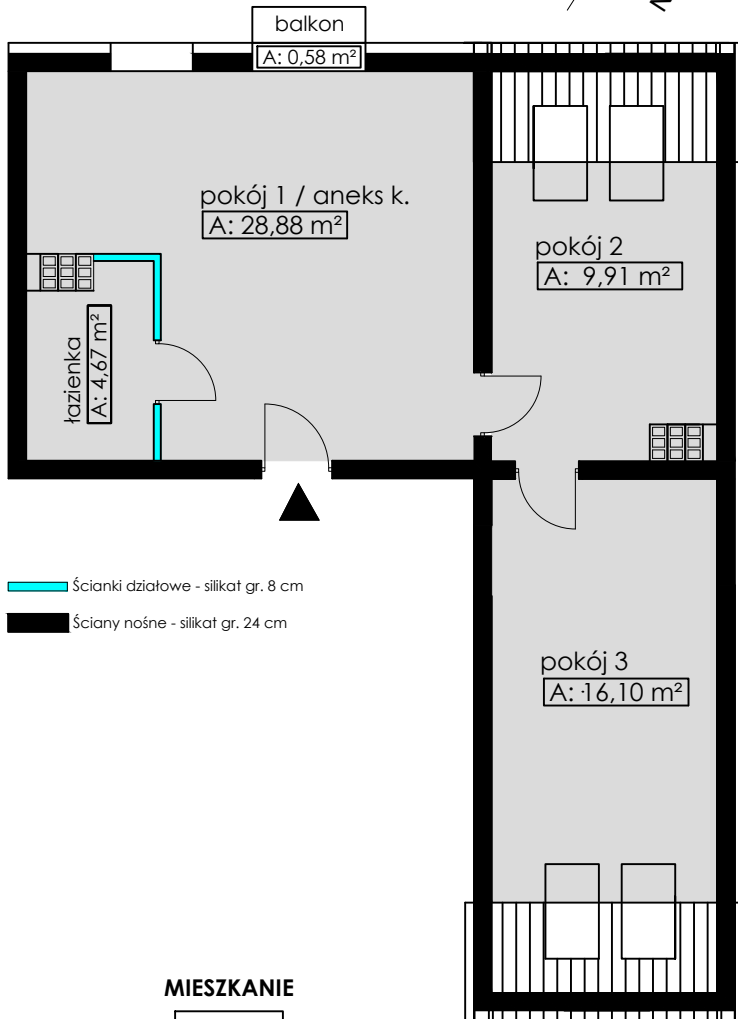 balkon
A: 0,58 m²
pokój 1 / aneks k.
A: 28,88 m²
pokój 2
A: 9,91 m²
łazienka
A: 4,67 m²
Ścianki działowe - silikat gr. 8 cm
Ściany nośne - silikat gr. 24 cm
pokój 3
A: 16,10 m²
MIESZKANIE